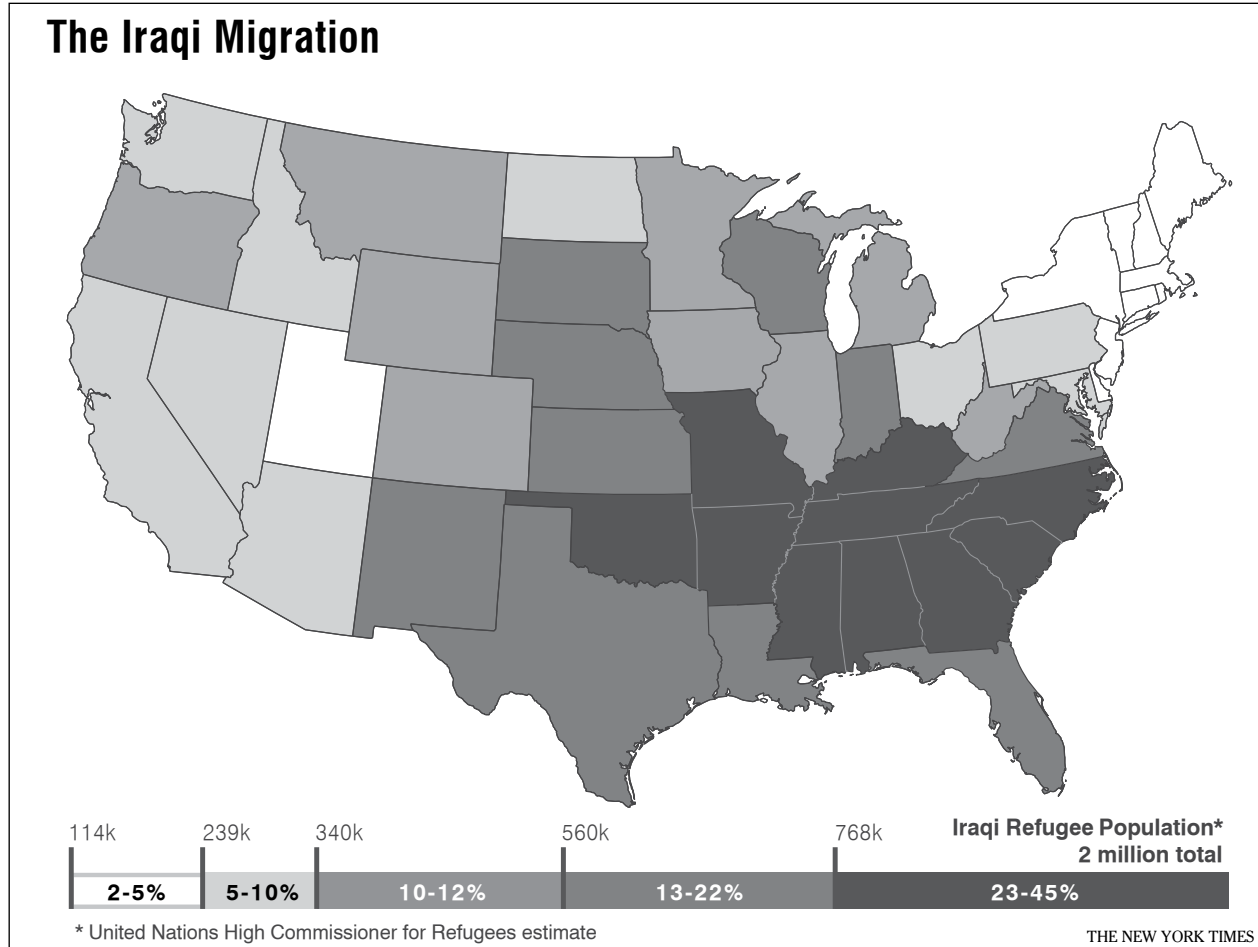 The Iraqi Migration
114k
239k
340k
560k
768k
Iraqi Refugee Population*
2 million total
2-5%
5-10%
10-12%
13-22%
23-45%
* United Nations High Commissioner for Refugees estimate
THE NEW YORK TIMES